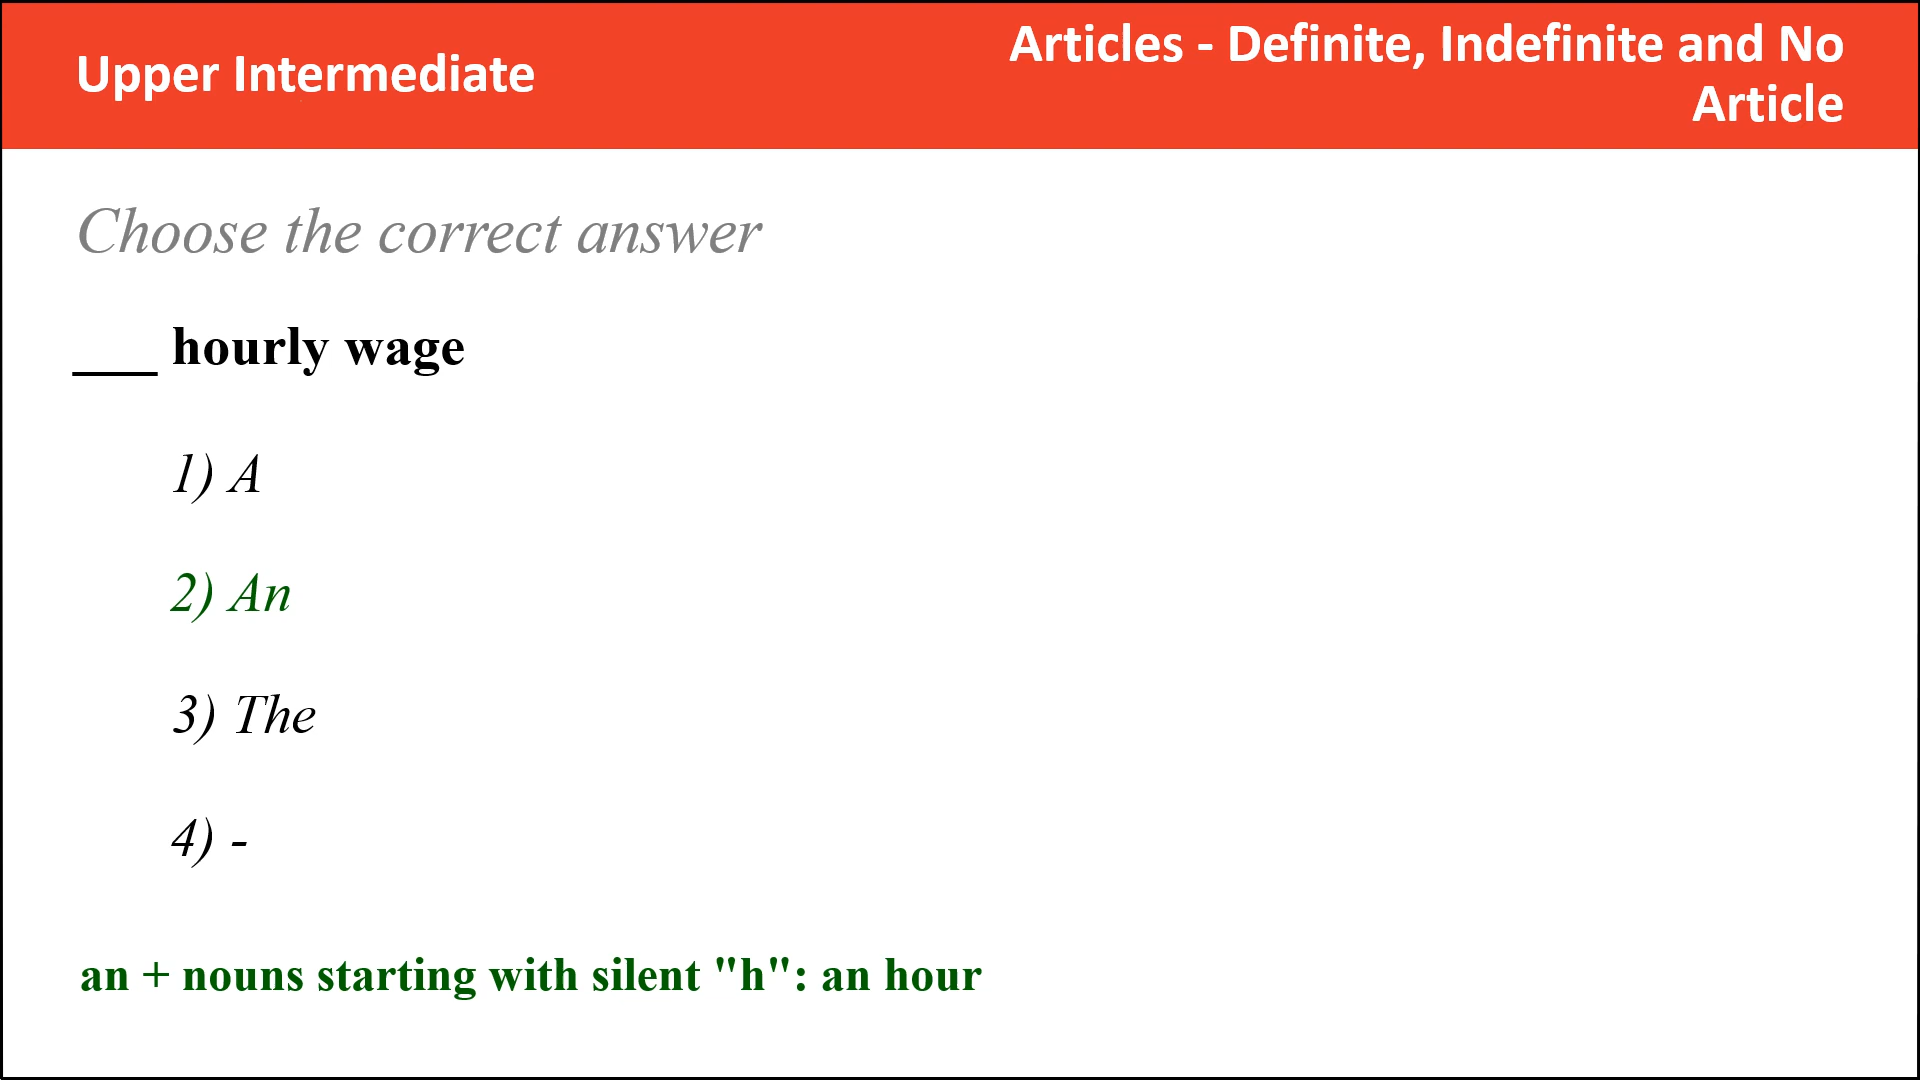 Upper Intermediate
Articles - Definite, Indefinite and No
Article
Choose the correct answer
___ hourly wage
1) A
2) An
3) The
4) -
an + nouns starting with silent "h": an hour